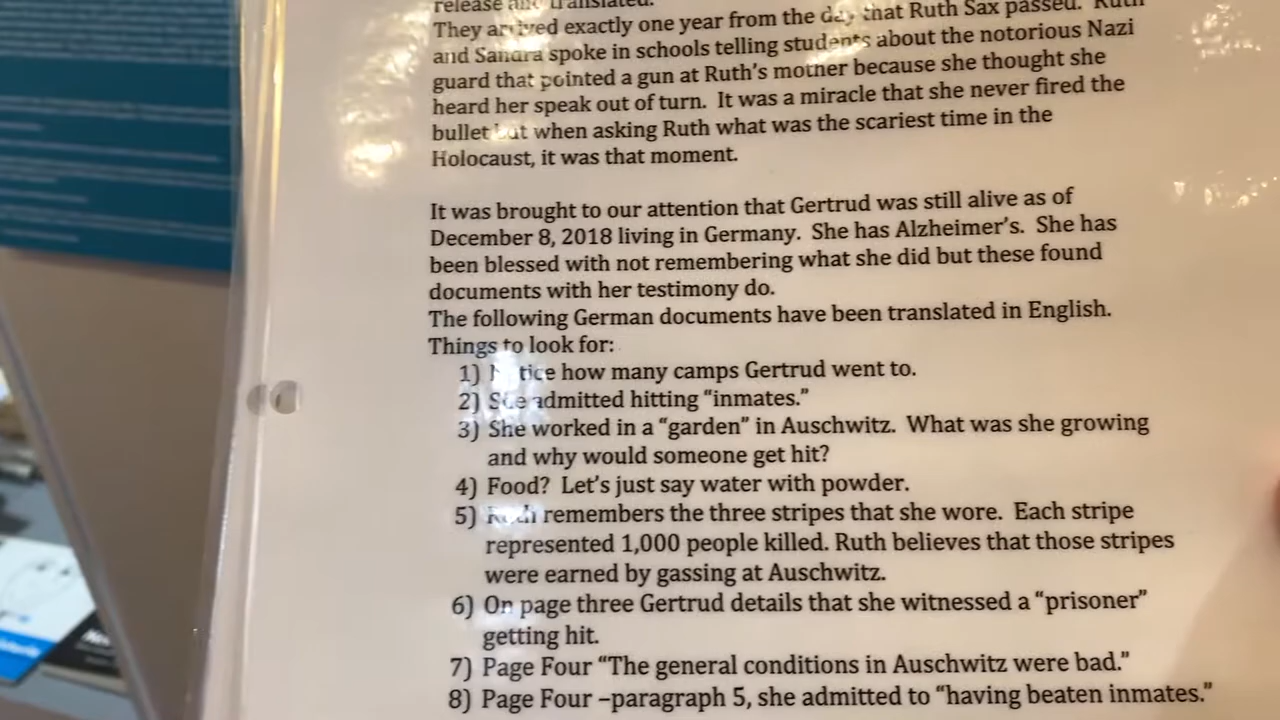 release and translated.
They arrived exactly one year from the day that Ruth Sax passed. Ruth
and Sandra spoke in schools telling students about the notorious Nazi
guard that pointed a gun at Ruth's mother because she thought she
heard her speak out of turn. It was a miracle that she never fired the
bullet but when asking Ruth what was the scariest time in the
Holocaust, it was that moment.
It was brought to our attention that Gertrud was still alive as of
December 8, 2018 living in Germany. She has Alzheimer's. She has
been blessed with not remembering what she did but these found
documents with her testimony do.
The following German documents have been translated in English.
Things to look for:
1) Notice how many camps Gertrud went to.
2) She admitted hitting “inmates.”
3) She worked in a “garden” in Auschwitz. What was she growing
and why would someone get hit?
4) Food? Let's just say water with powder.
5) Ruth remembers the three stripes that she wore. Each stripe
represented 1,000 people killed. Ruth believes that those stripes
were earned by gassing at Auschwitz.
6) On page three Gertrud details that she witnessed a “prisoner”
getting hit.
7) Page Four “The general conditions in Auschwitz were bad.”
8) Page Four –paragraph 5, she admitted to “having beaten inmates.”